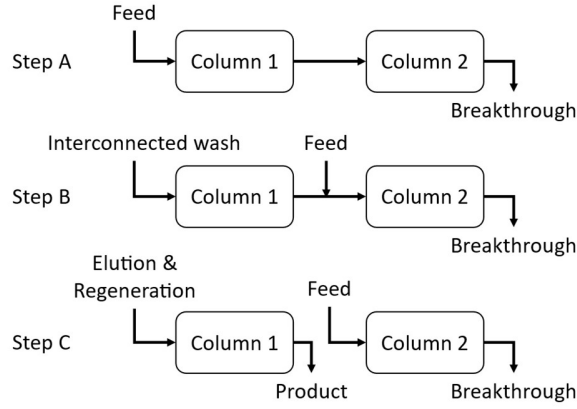 Feed
Step A
Column 1
Column 2
Breakthrough
Interconnected wash
Feed
Step B
Column 1
Column 2
Breakthrough
Elution &
Regeneration
Feed
Step C
Column 1
Column 2
Product
Breakthrough